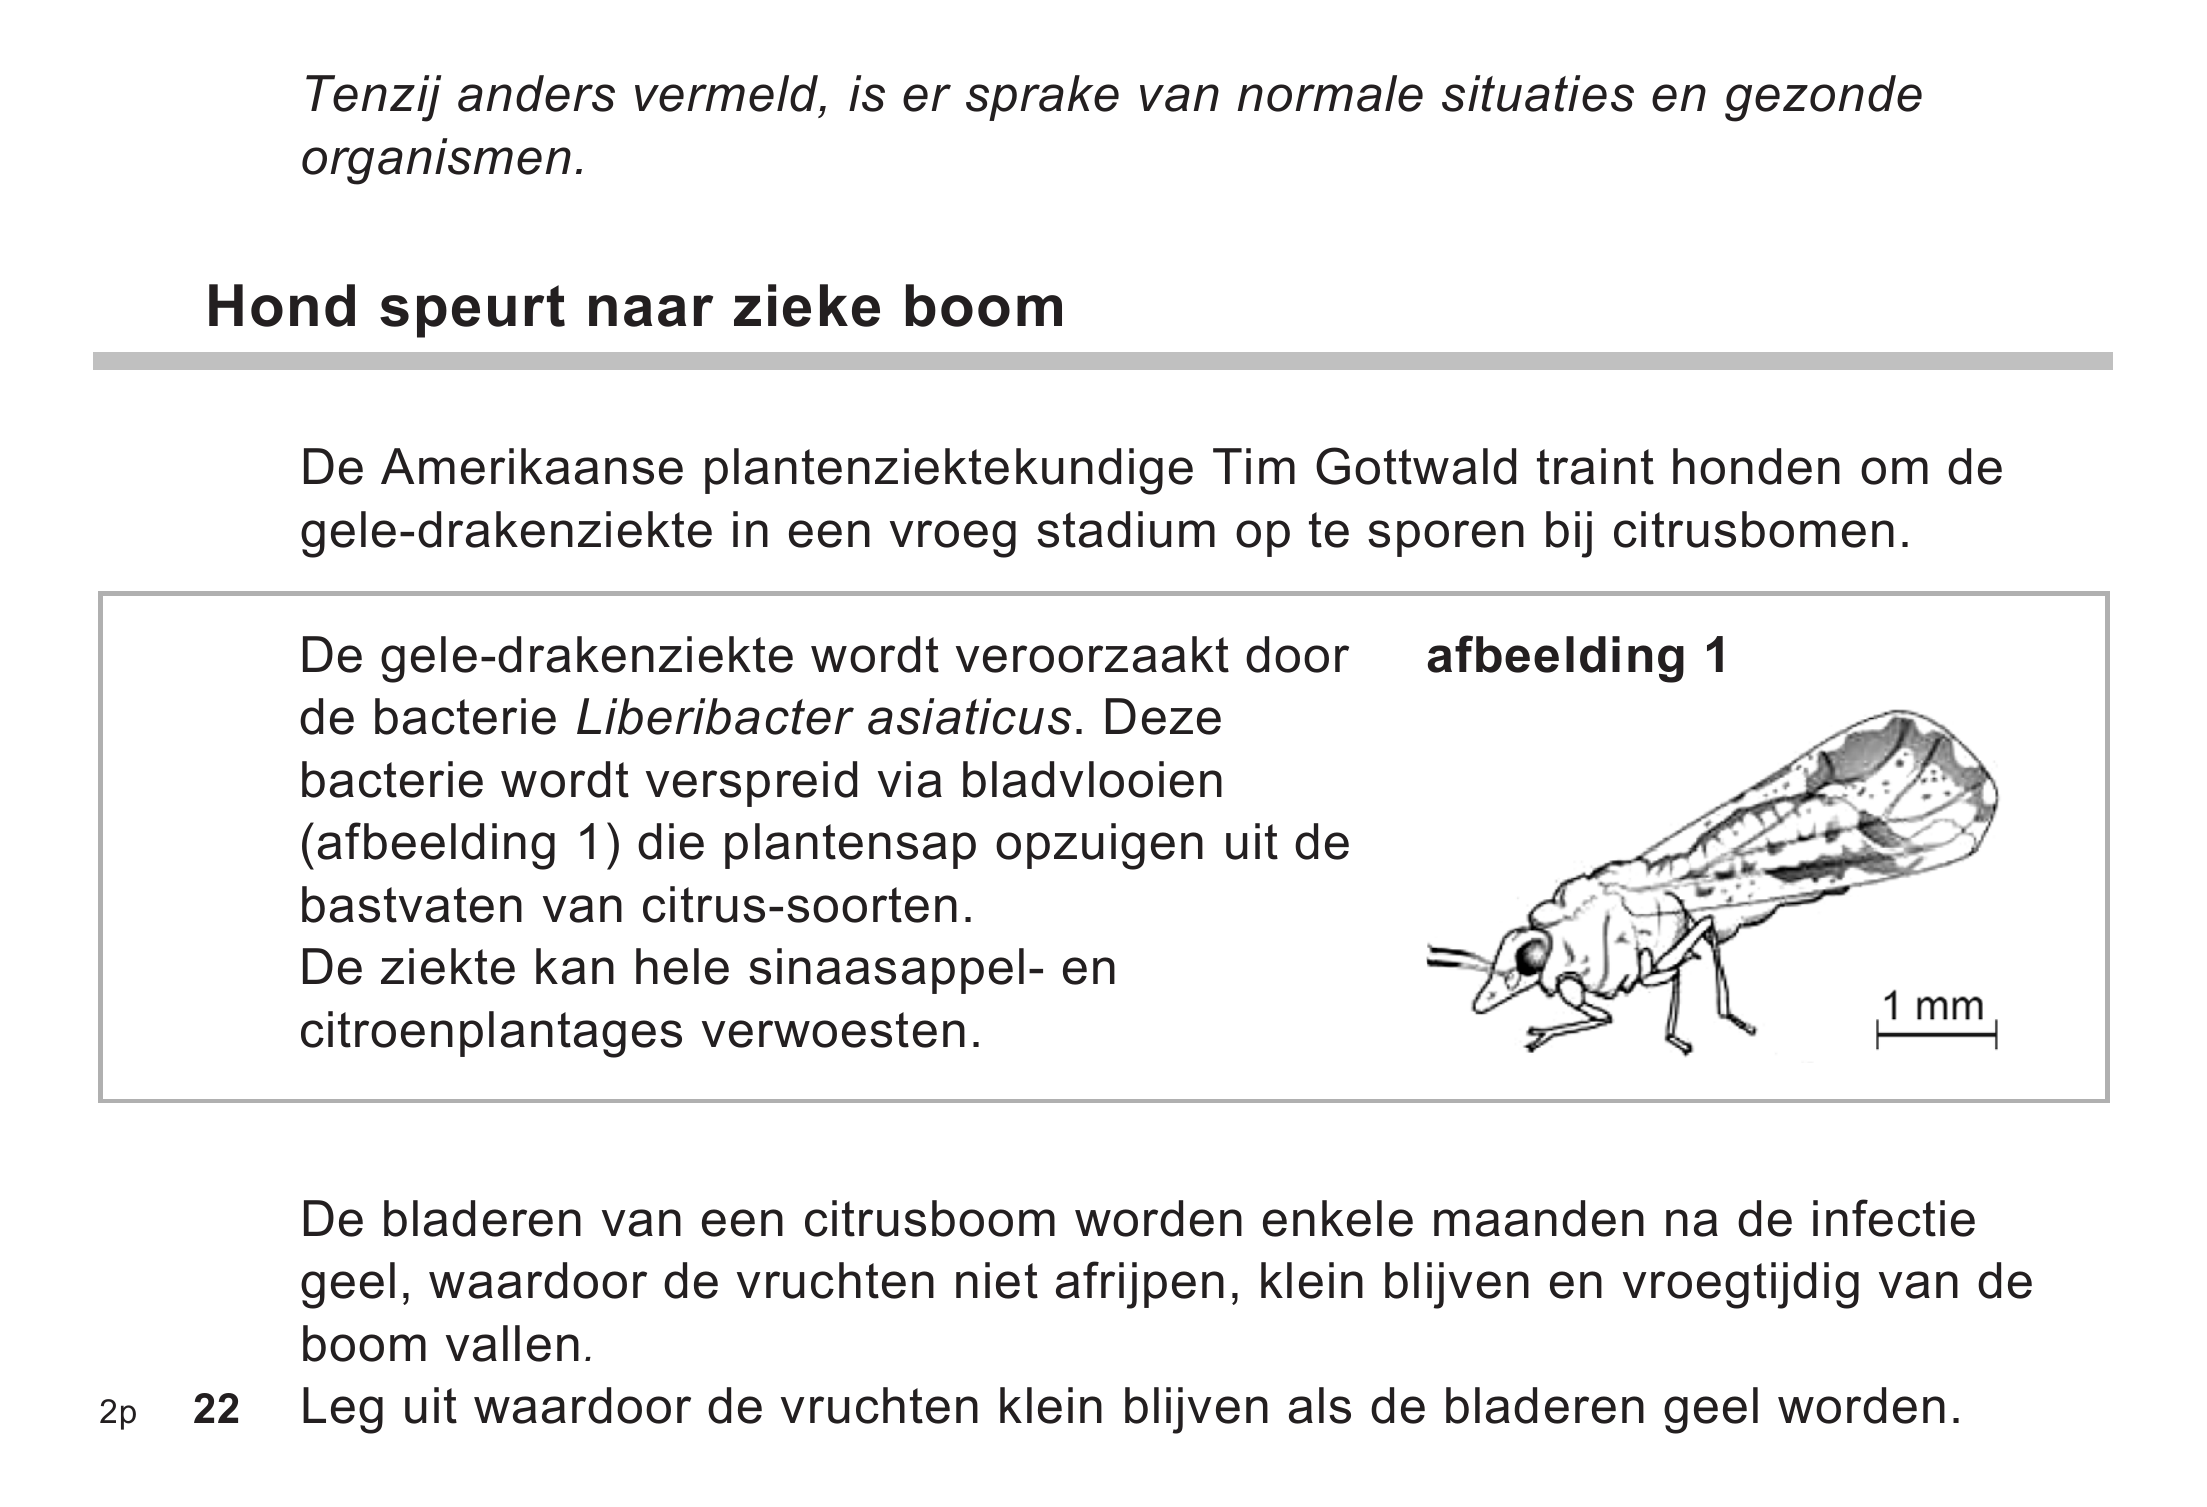 Tenzij anders vermeld, is er sprake van normale situaties en gezonde
organismen.
Hond speurt naar zieke boom
De Amerikaanse plantenziektekundige Tim Gottwald traint honden om de
gele-drakenziekte in een vroeg stadium op te sporen bij citrusbomen.
De gele-drakenziekte wordt veroorzaakt door
de bacterie Liberibacter asiaticus. Deze
bacterie wordt verspreid via bladvlooien
(afbeelding 1) die plantensap opzuigen uit de
bastvaten van citrus-soorten.
De ziekte kan hele sinaasappel- en
citroenplantages verwoesten.
afbeelding 1
1 mm
De bladeren van een citrusboom worden enkele maanden na de infectie
geel, waardoor de vruchten niet afrijpen, klein blijven en vroegtijdig van de
boom vallen.
2p 22 Leg uit waardoor de vruchten klein blijven als de bladeren geel worden.